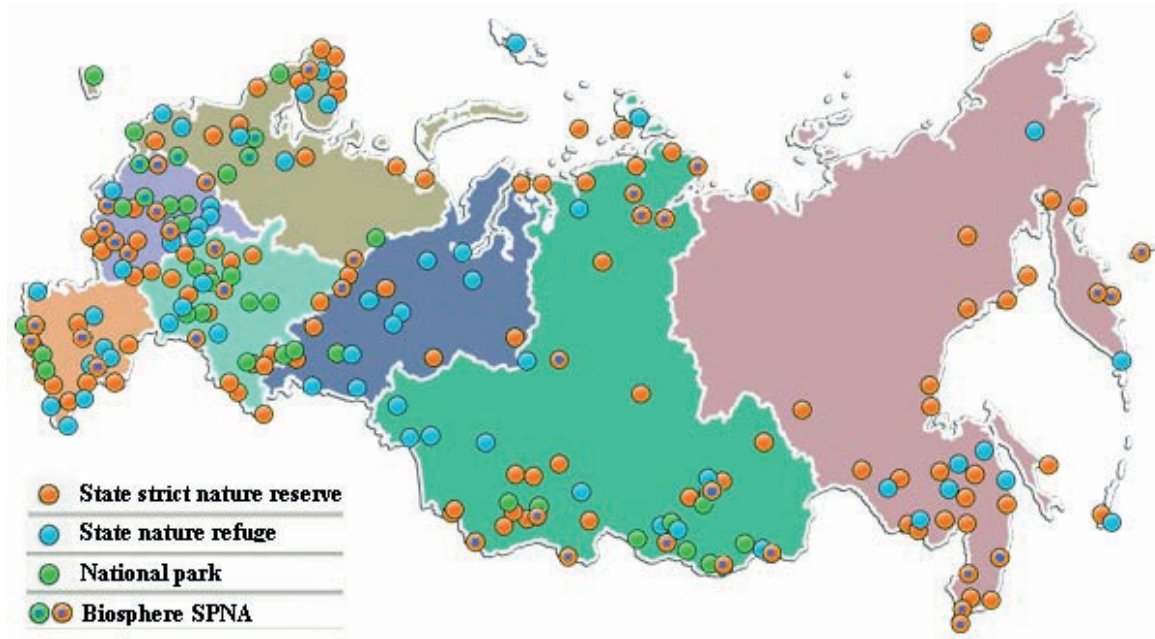 State strict nature reserve
State nature refuge
National park
Biosphere SPNA